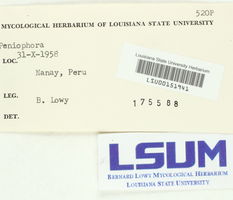 520P
MYCOLOGICAL HERBARIUM OF LOUISIANA STATE UNIVERSITY
Peniophora
31-X-1958
LOC.
Nanay, Peru
Louisiana State University Herbarium
LSU00151941
LEG.
B. Lowy
175588
DET.
LSUM
BERNARD LOWY MYCOLOGICAL HERBARIUM
LOUISIANA STATE UNIVERSITY